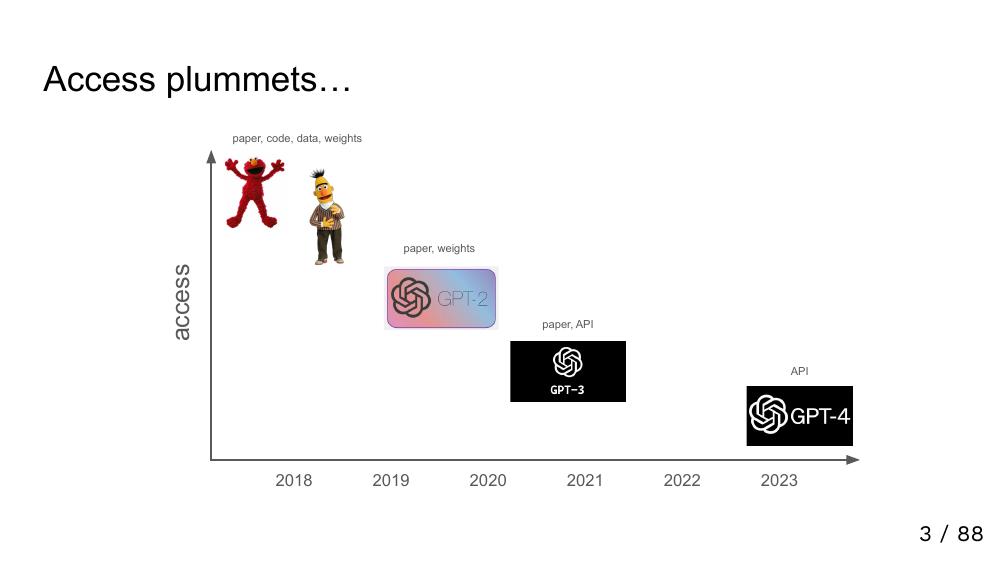 Access plummets…
paper, code, data, weights
paper, weights
GPT-2
paper, API
GPT-3
API
GPT-4
access
2018 2019 2020 2021 2022 2023
3 / 88